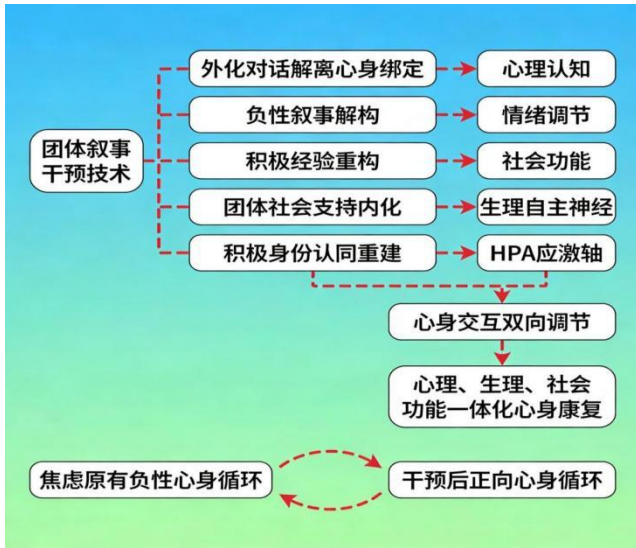 外化对话解离心身绑定
心理认知
负性叙事解构
情绪调节
团体叙事
干预技术
积极经验重构
社会功能
团体社会支持内化
生理自主神经
积极身份认同重建
HPA应激轴
心身交互双向调节
心理、生理、社会
功能一体化心身康复
焦虑原有负性心身循环
干预后正向心身循环